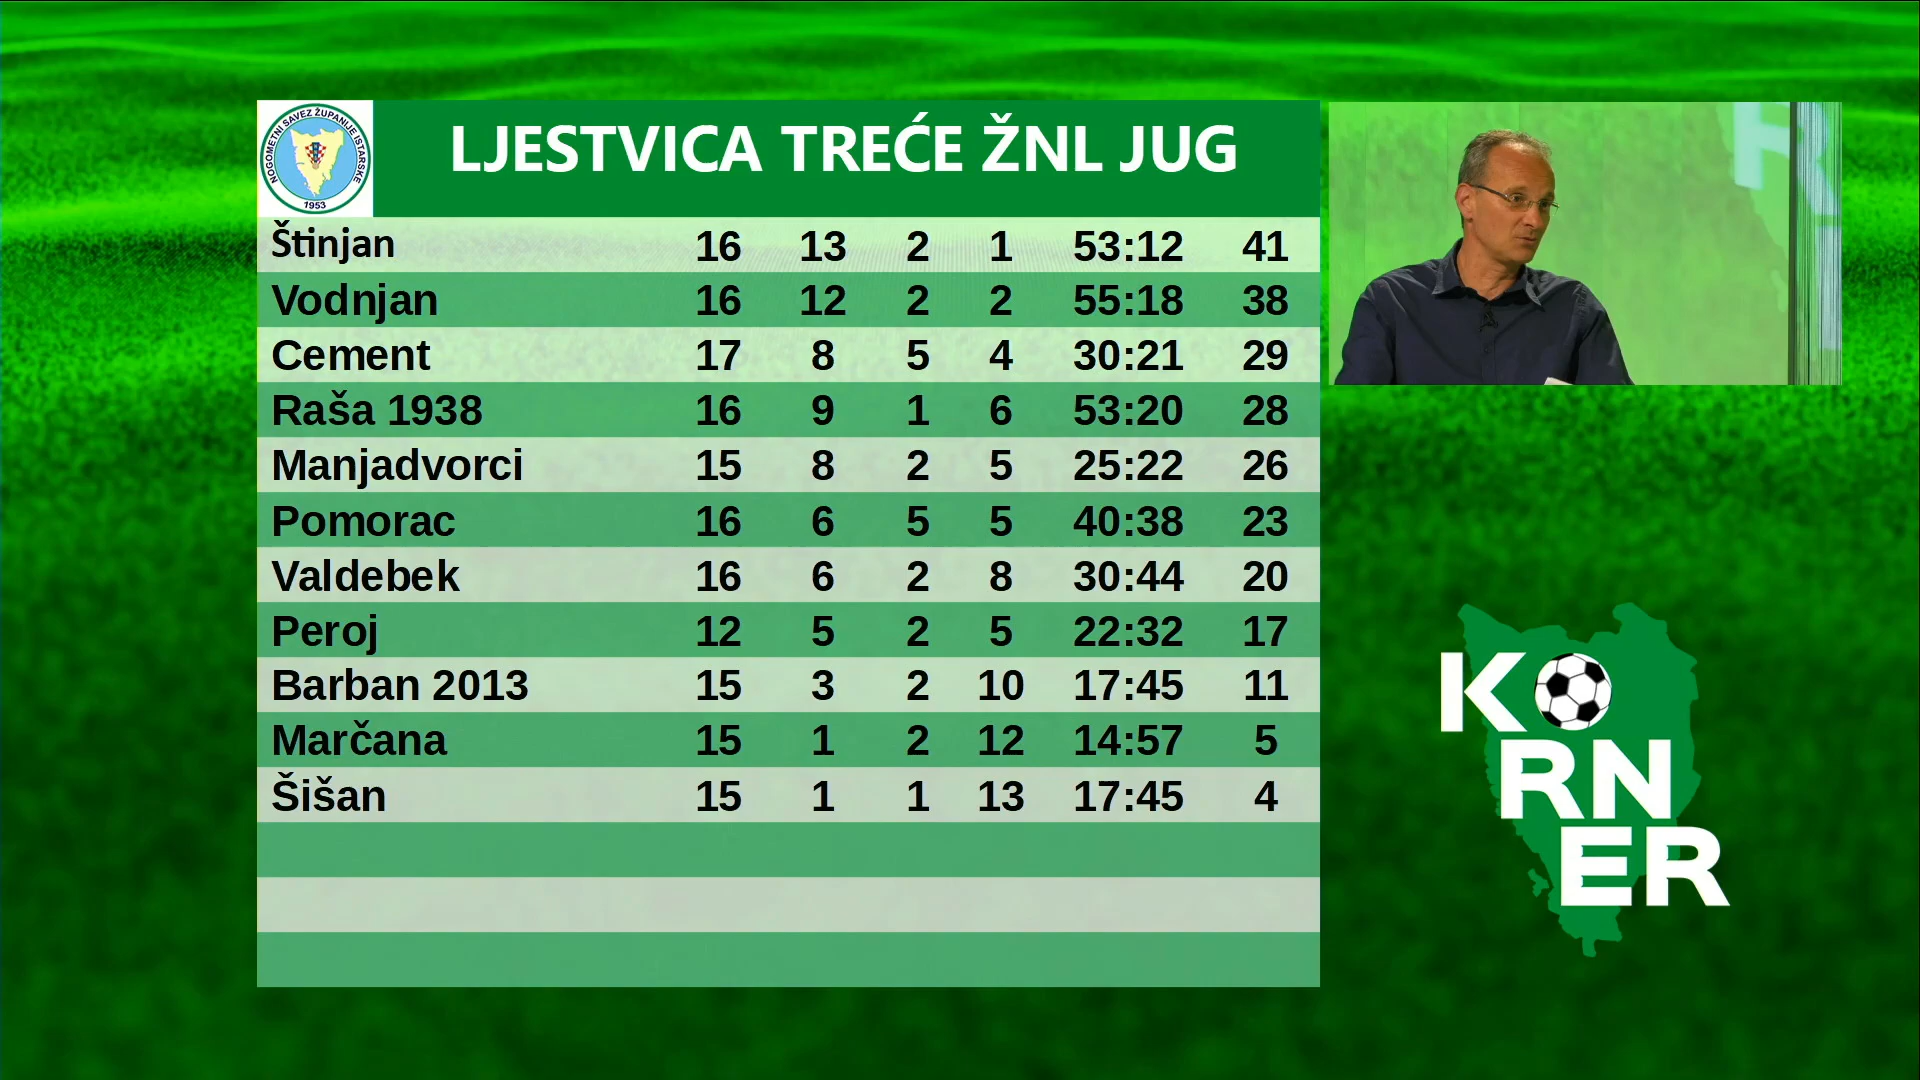 NOGOMETNI SAVEZ ŽUPANIJE ISTARSKE
1953
LJESTVICA TREĆE ŽNL JUG
Štinjan 16 13 2 1 53:12 41
Vodnjan 16 12 2 2 55:18 38
Cement 17 8 5 4 30:21 29
Raša 1938 16 9 1 6 53:20 28
Manjadvorci 15 8 2 5 25:22 26
Pomorac 16 6 5 5 40:38 23
Valdebek 16 6 2 8 30:44 20
Peroj 12 5 2 5 22:32 17
Barban 2013 15 3 2 10 17:45 11
Marčana 15 1 2 12 14:57 5
Šišan 15 1 1 13 17:45 4
R
KORNER